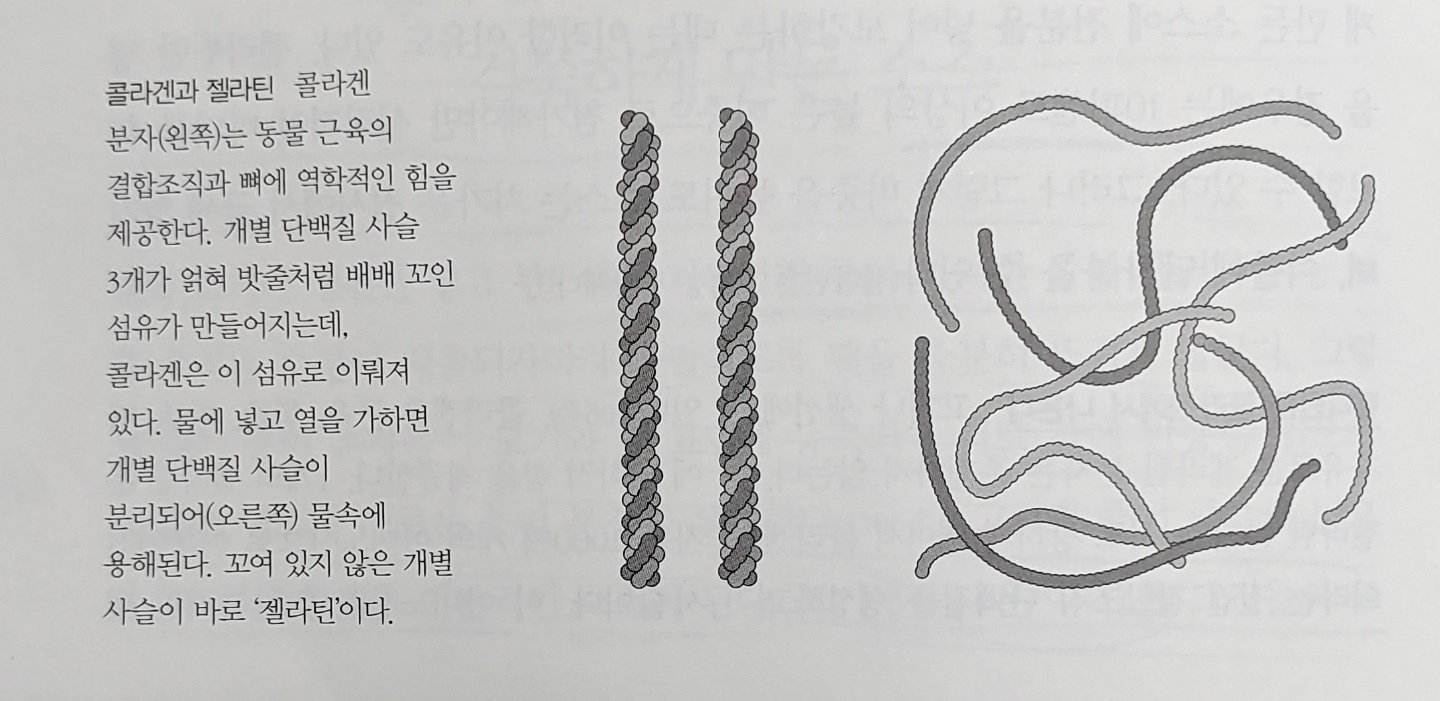 콜라겐과 젤라틴 콜라겐
분자(왼쪽)는 동물 근육의
결합조직과 뼈에 역학적인 힘을
제공한다. 개별 단백질 사슬
3개가 얽혀 밧줄처럼 배배 꼬인
섬유가 만들어지는데,
콜라겐은 이 섬유로 이뤄져
있다. 물에 넣고 열을 가하면
개별 단백질 사슬이
분리되어(오른쪽) 물속에
용해된다. 꼬여 있지 않은 개별
사슬이 바로 ‘젤라틴’이다.